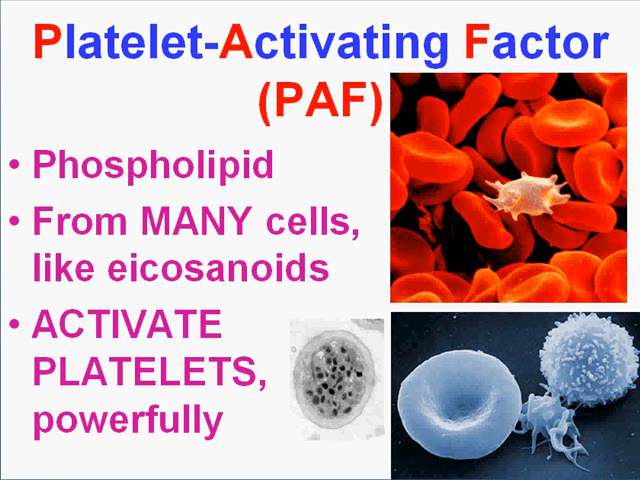 Platelet-Activating Factor
(PAF)
• Phospholipid
• From MANY cells,
like eicosanoids
• ACTIVATE
PLATELETS,
powerfully